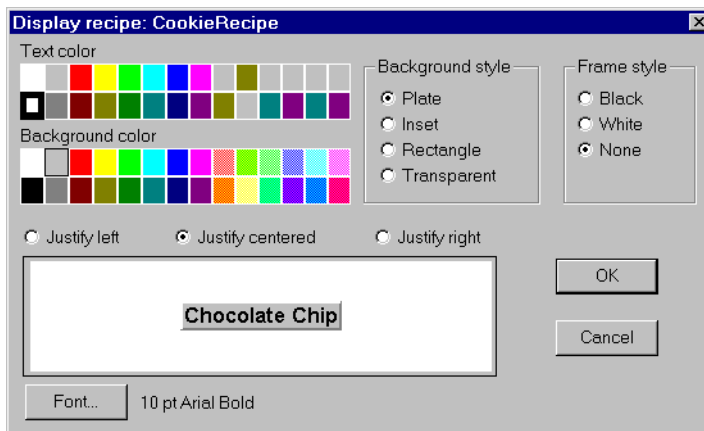 Display recipe: CookieRecipe
Text color
Background color
Background style
Plate
Inset
Rectangle
Transparent
Frame style
Black
White
None
Justify left
Justify centered
Justify right
Chocolate Chip
OK
Cancel
Font...
10 pt Arial Bold